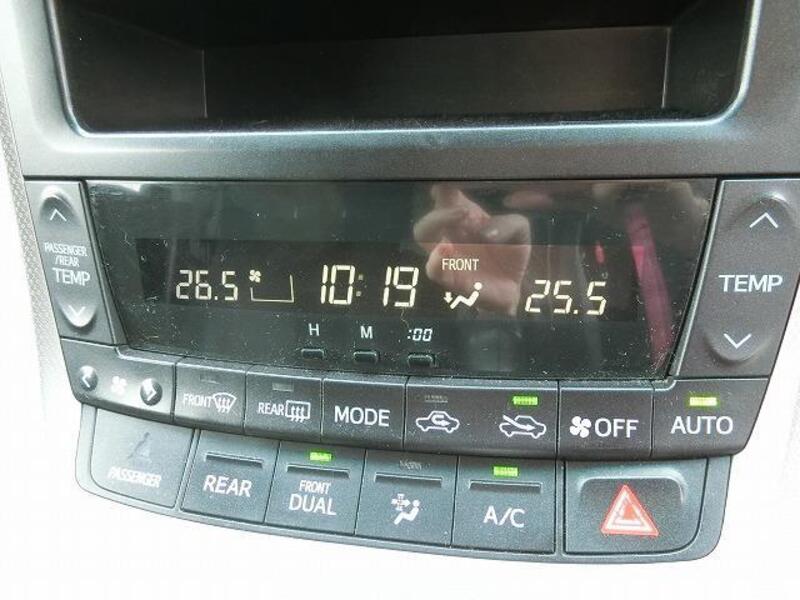 PASSENGER
/REAR
TEMP
26.5
10:19
FRONT
25.5
TEMP
H M :00
FRONT
REAR
MODE
OFF
AUTO
PASSENGER
REAR
FRONT
DUAL
A/C